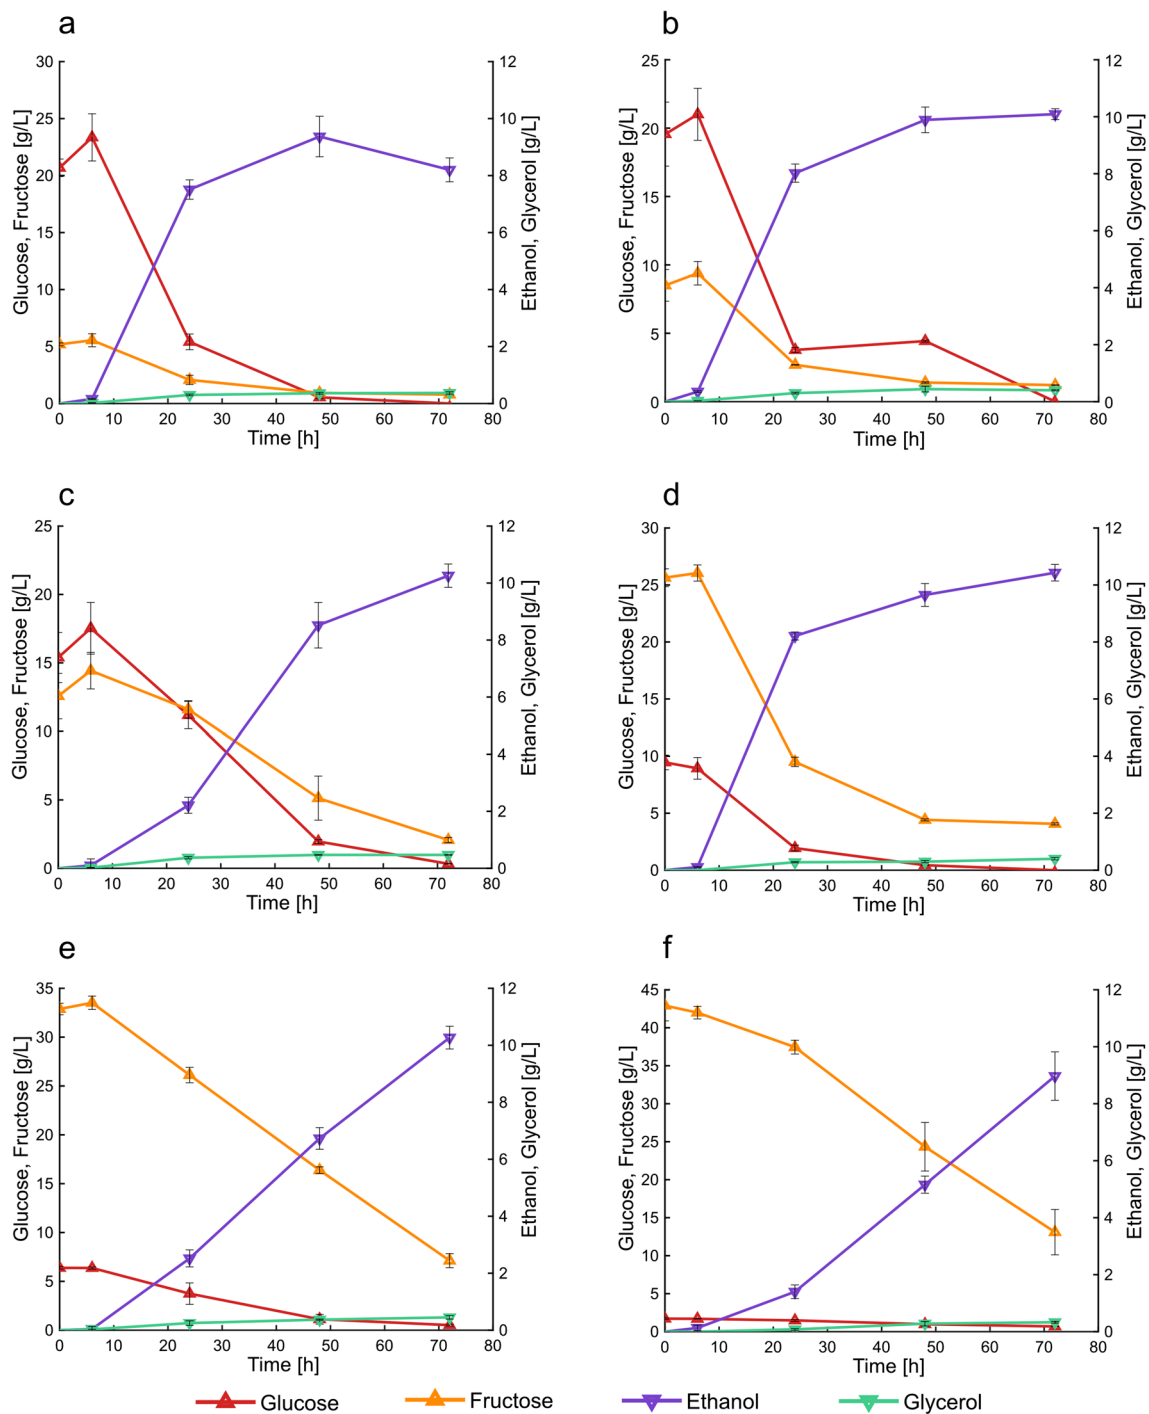 a
30
25
20
15
10
5
0
Glucose, Fructose [g/L]
12
10
8
6
4
2
0
Ethanol, Glycerol [g/L]
0 10 20 30 40 50 60 70 80
Time [h]
b
25
20
15
10
5
0
Glucose, Fructose [g/L]
12
10
8
6
4
2
0
Ethanol, Glycerol [g/L]
0 10 20 30 40 50 60 70 80
Time [h]
c
25
20
15
10
5
0
Glucose, Fructose [g/L]
12
10
8
6
4
2
0
Ethanol, Glycerol [g/L]
0 10 20 30 40 50 60 70 80
Time [h]
d
30
25
20
15
10
5
0
Glucose, Fructose [g/L]
12
10
8
6
4
2
0
Ethanol, Glycerol [g/L]
0 10 20 30 40 50 60 70 80
Time [h]
e
35
30
25
20
15
10
5
0
Glucose, Fructose [g/L]
12
10
8
6
4
2
0
Ethanol, Glycerol [g/L]
0 10 20 30 40 50 60 70 80
Time [h]
f
45
40
35
30
25
20
15
10
5
0
Glucose, Fructose [g/L]
12
10
8
6
4
2
0
Ethanol, Glycerol [g/L]
0 10 20 30 40 50 60 70 80
Time [h]
Glucose Fructose Ethanol Glycerol